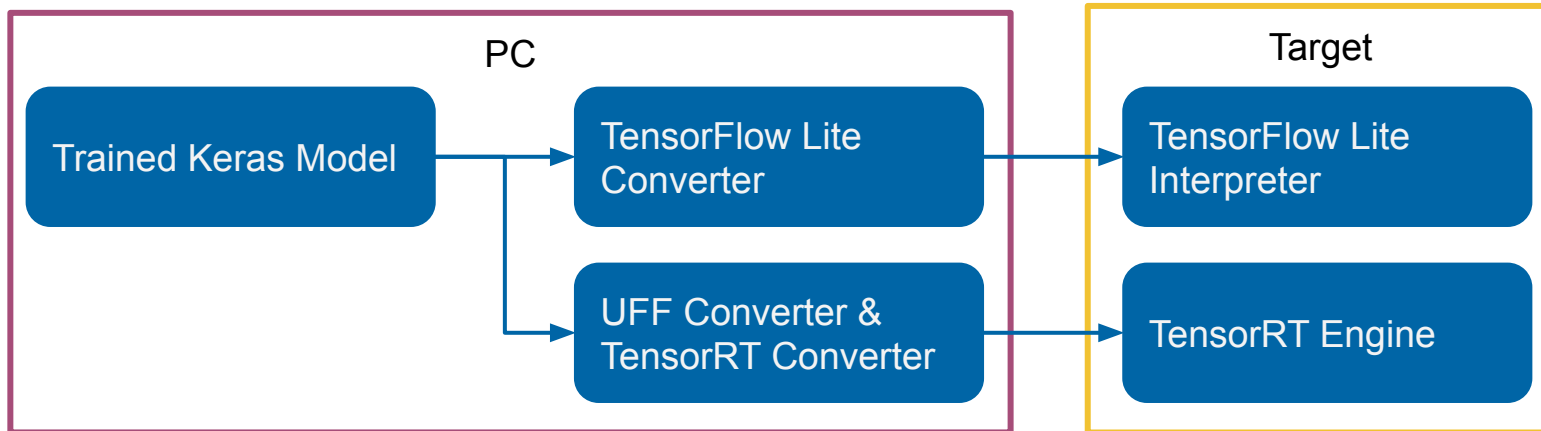 PC
Target
Trained Keras Model
TensorFlow Lite
Converter
TensorFlow Lite
Interpreter
UFF Converter &
TensorRT Converter
TensorRT Engine